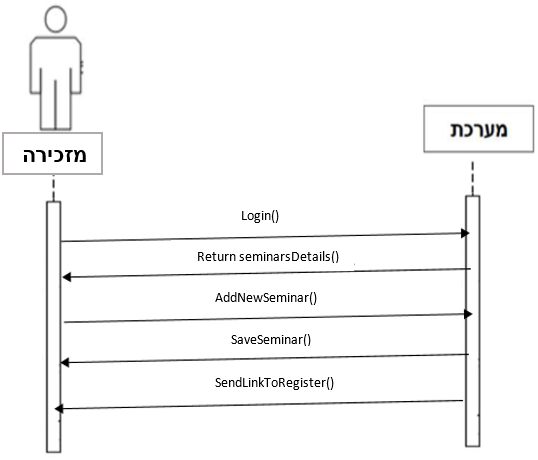 מערכת
מזכירה
Login()
Return seminarsDetails()
AddNewSeminar()
SaveSeminar()
SendLinkToRegister()